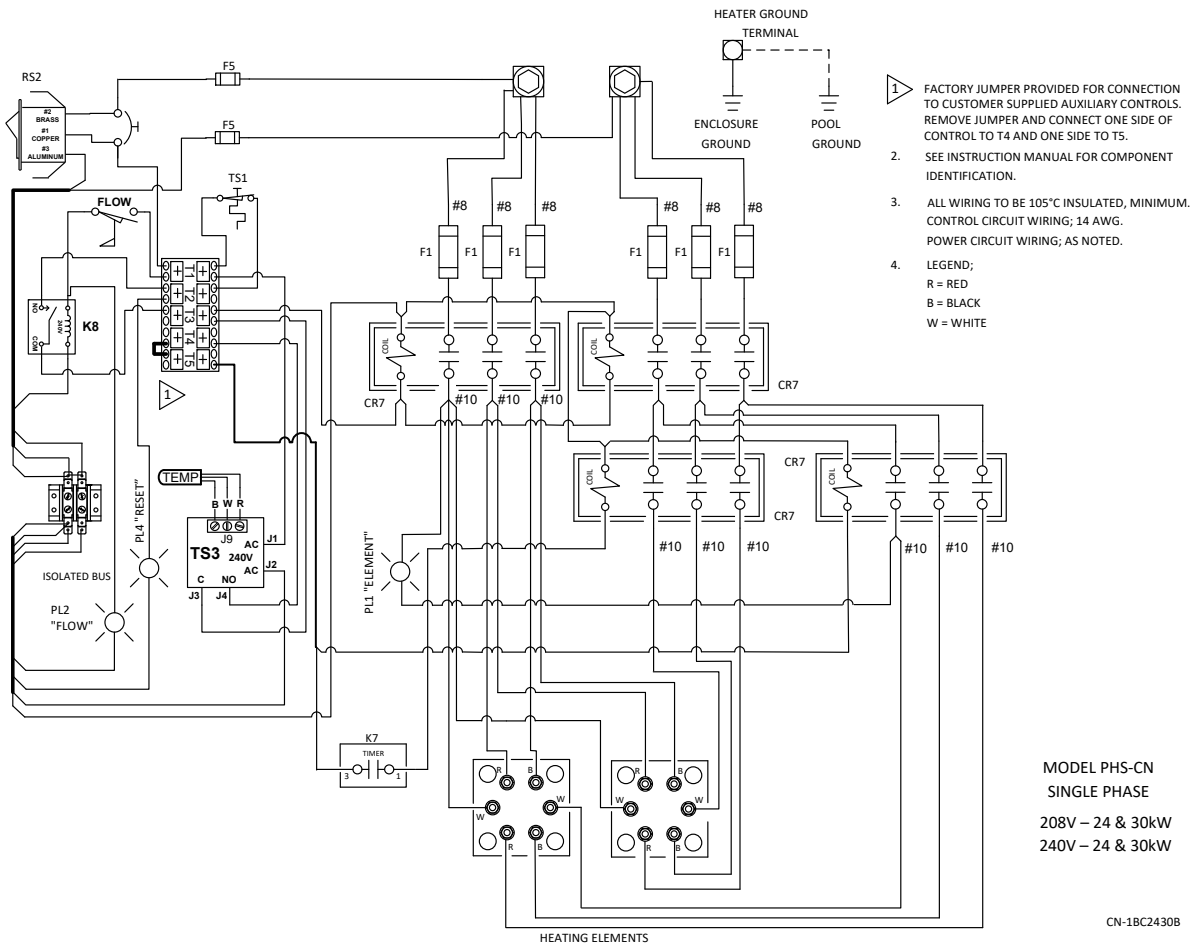 HEATER GROUND
TERMINAL
ENCLOSURE
GROUND
POOL
GROUND
1
FACTORY JUMPER PROVIDED FOR CONNECTION
TO CUSTOMER SUPPLIED AUXILIARY CONTROLS.
REMOVE JUMPER AND CONNECT ONE SIDE OF
CONTROL TO T4 AND ONE SIDE TO T5.
2. SEE INSTRUCTION MANUAL FOR COMPONENT
IDENTIFICATION.
3. ALL WIRING TO BE 105°C INSULATED, MINIMUM.
CONTROL CIRCUIT WIRING; 14 AWG.
POWER CIRCUIT WIRING; AS NOTED.
4. LEGEND;
R = RED
B = BLACK
W = WHITE
RS2
#2
BRASS
#1
COPPER
#3
ALUMINUM
F5
F5
FLOW
TS1
T1
T2
T3
T4
T5
1
NO
COM
240V
K8
#8 #8 #8
F1 F1 F1
#8 #8 #8
F1 F1 F1
COIL
CR7
#10 #10 #10
COIL
CR7
COIL
CR7
#10 #10 #10
COIL
CR7
#10 #10 #10
TEMP
B W R
J9
TS3
AC
240V
AC
C NO
J1
J2
J3 J4
PL4 "RESET"
ISOLATED BUS
PL2
"FLOW"
PL1 "ELEMENT"
K7
TIMER
3 1
R B
W W
R B
R B
W W
R B
HEATING ELEMENTS
MODEL PHS-CN
SINGLE PHASE
208V – 24 & 30kW
240V – 24 & 30kW
CN-1BC2430B